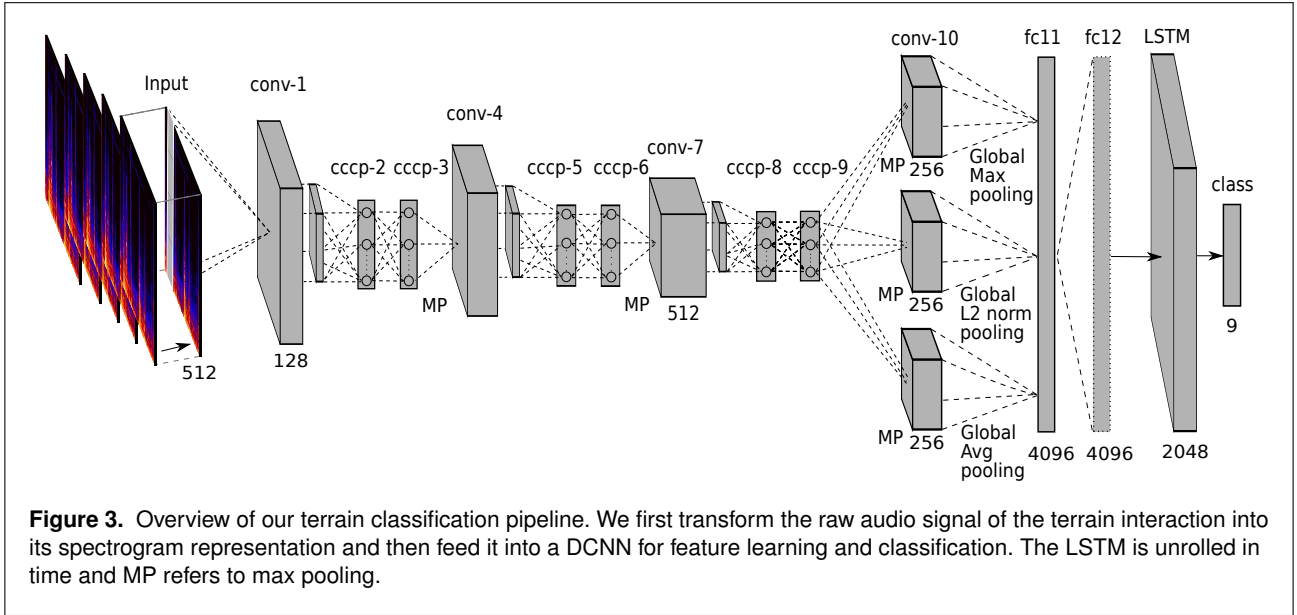 Input
512
conv-1
128
cccp-2 cccp-3
MP
conv-4
cccp-5 cccp-6
MP
conv-7
512
cccp-8 cccp-9
conv-10
MP 256
Global
Max
pooling
MP 256
Global
L2 norm
pooling
MP 256
Global
Avg
pooling
fc11
4096
fc12
4096
LSTM
2048
class
9
Figure 3. Overview of our terrain classification pipeline. We first transform the raw audio signal of the terrain interaction into
its spectrogram representation and then feed it into a DCNN for feature learning and classification. The LSTM is unrolled in
time and MP refers to max pooling.